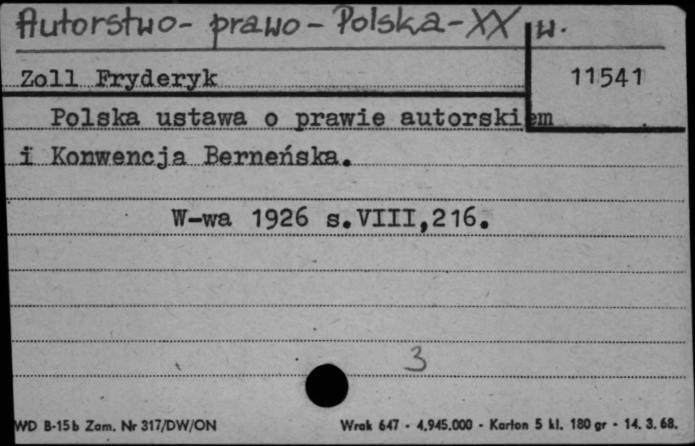 Autorstwo - prawo - Polska - XX w.
Zoll Fryderyk
11541
Polska ustawa o prawie autorskiem
i Konwencja Berneńska.
W-wa 1926 s.VIII,216.
3
WD B-15b Zam. Nr 317/DW/ON
Wrak 647 - 4.945.000 - Karton 5 kl. 180 gr - 14. 3. 68.